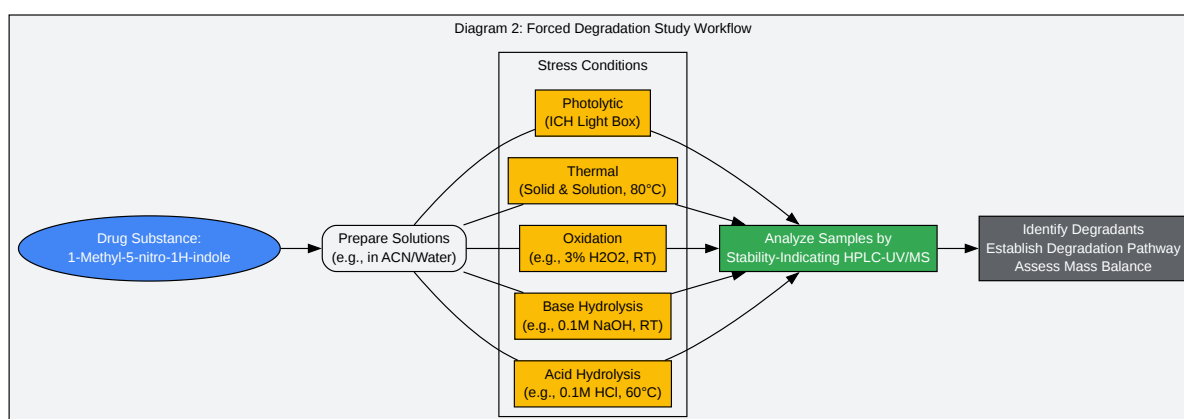 Diagram 2: Forced Degradation Study Workflow
Stress Conditions
Photolytic
(ICH Light Box)
Thermal
(Solid & Solution, 80°C)
Drug Substance:
1-Methyl-5-nitro-1H-indole
Prepare Solutions
(e.g., in ACN/Water)
Oxidation
(e.g., 3% H2O2, RT)
Analyze Samples by
Stability-Indicating HPLC-UV/MS
Identify Degradants
Establish Degradation Pathway
Assess Mass Balance
Base Hydrolysis
(e.g., 0.1M NaOH, RT)
Acid Hydrolysis
(e.g., 0.1M HCl, 60°C)